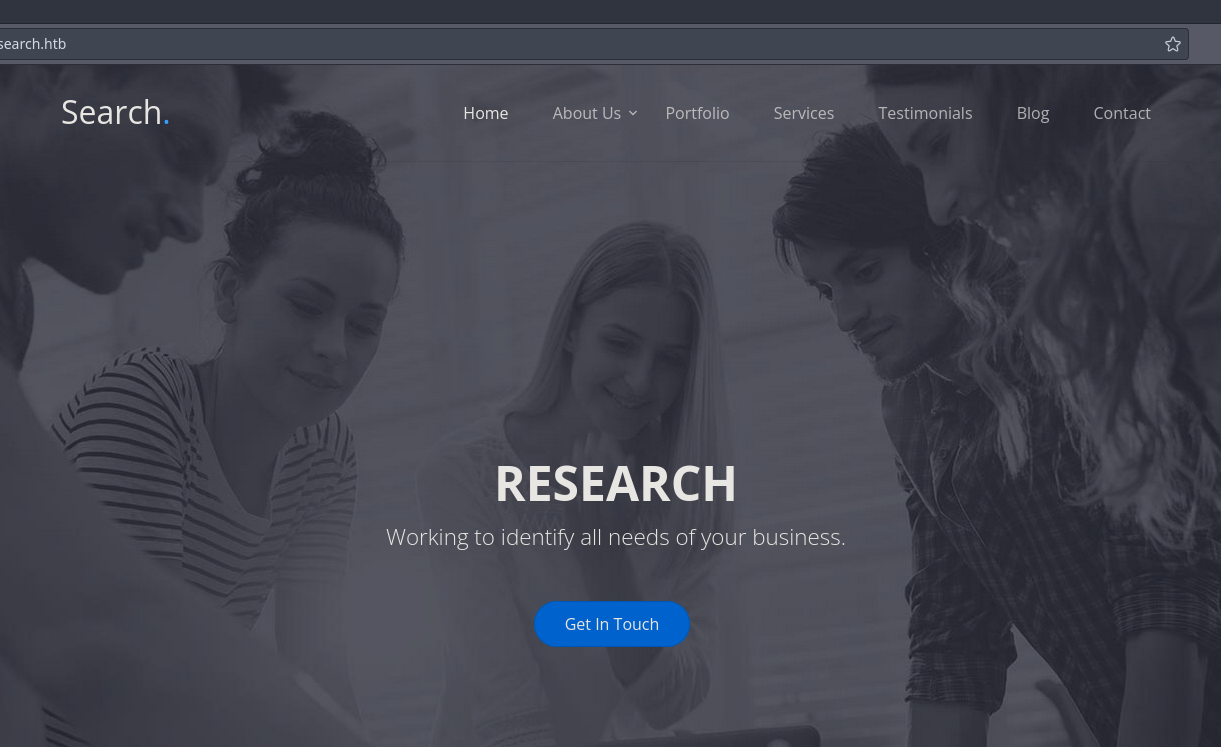 search.htb
Search.
Home About Us Portfolio Services Testimonials Blog Contact
RESEARCH
Working to identify all needs of your business.
Get In Touch